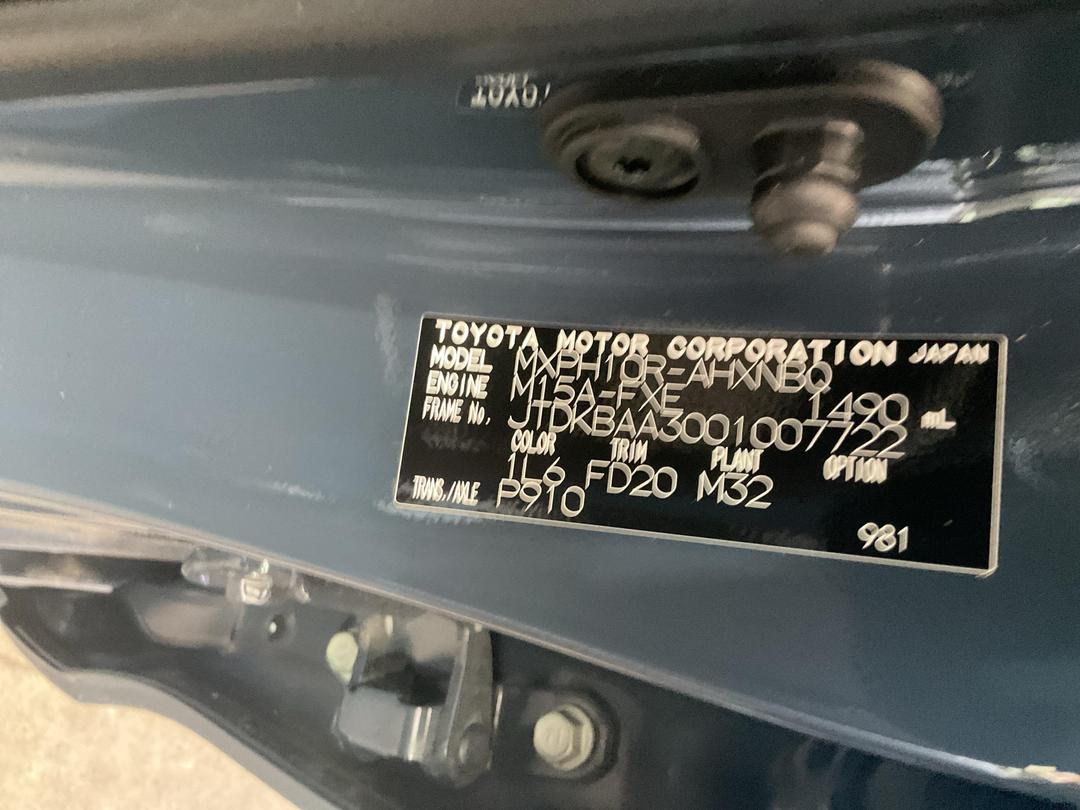 TOYOT
TOYOTA MOTOR CORPORATION JAPAN
MODEL MXPH10R-AHXNBQ
ENGINE M15A-FXE 1490 mL
FRAME No. JTDKBAA3001007722
COLOR TRIM PLANT OPTION
1L6 FD20 M32
TRANS./AXLE P910
981